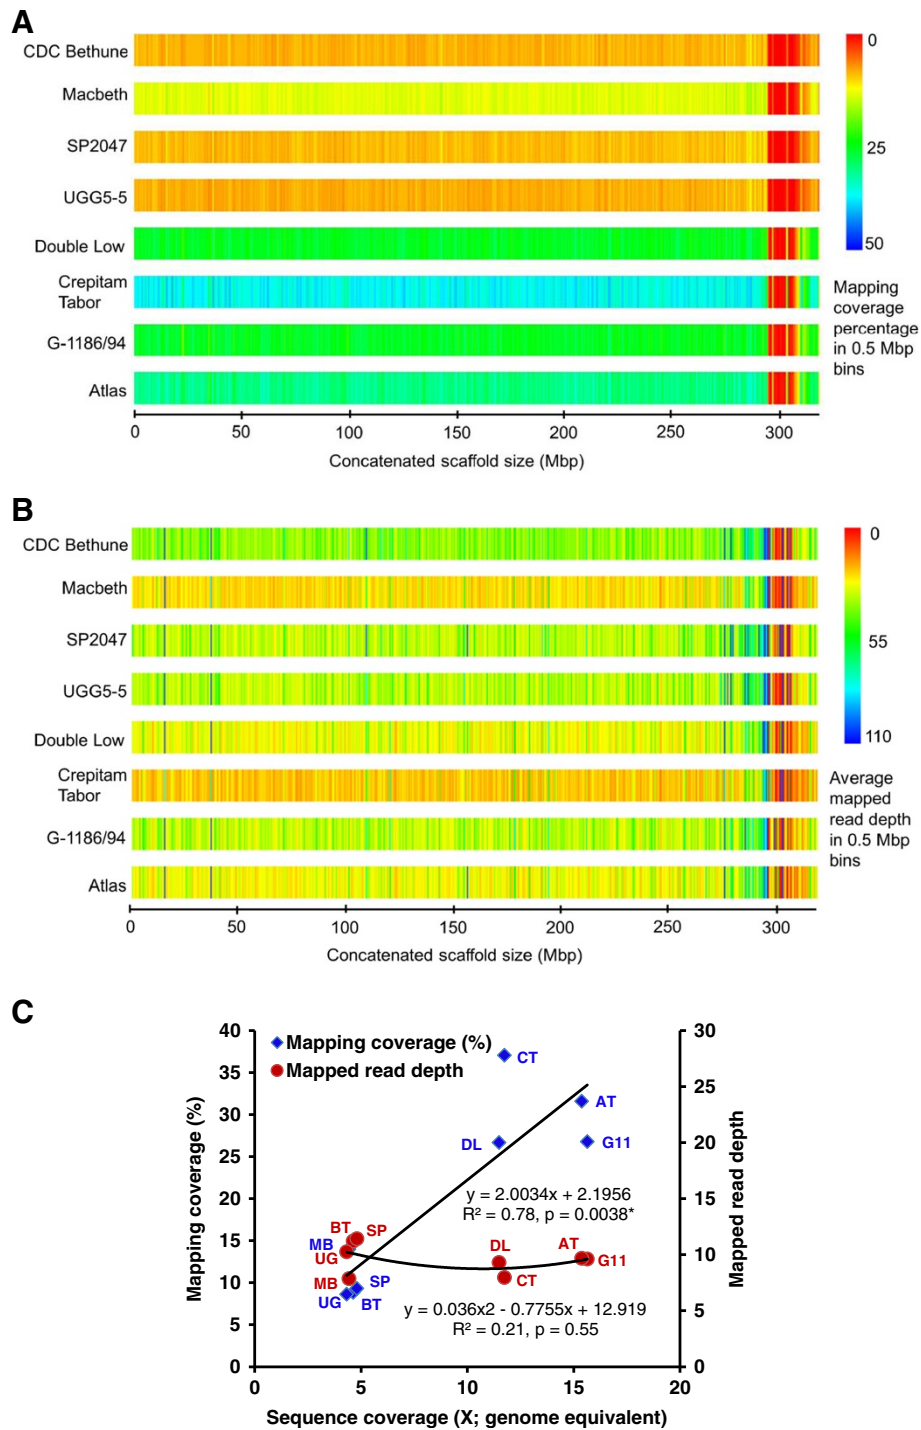 A
CDC Bethune
Macbeth
SP2047
UGG5-5
Double Low
Crepitam
Tabor
G-1186/94
Atlas
0
25
50
Mapping
coverage
percentage
in 0.5 Mbp
bins
0 50 100 150 200 250 300
Concatenated scaffold size (Mbp)
B
CDC Bethune
Macbeth
SP2047
UGG5-5
Double Low
Crepitam
Tabor
G-1186/94
Atlas
0
55
110
Average
mapped
read depth
in 0.5 Mbp
bins
0 50 100 150 200 250 300
Concatenated scaffold size (Mbp)
C
Mapping coverage (%)
Mapped read depth
Mapping coverage (%)
40
35
30
25
20
15
10
5
0
30
25
20
15
10
5
0
Mapped read depth
CT
AT
DL
G11
y = 2.0034x + 2.1956
R² = 0.78, p = 0.0038*
BT SP
MB
UG
DL AT
G11
MB SP CT
UG BT
y = 0.036x2 - 0.7755x + 12.919
R² = 0.21, p = 0.55
0 5 10 15 20
Sequence coverage (X; genome equivalent)